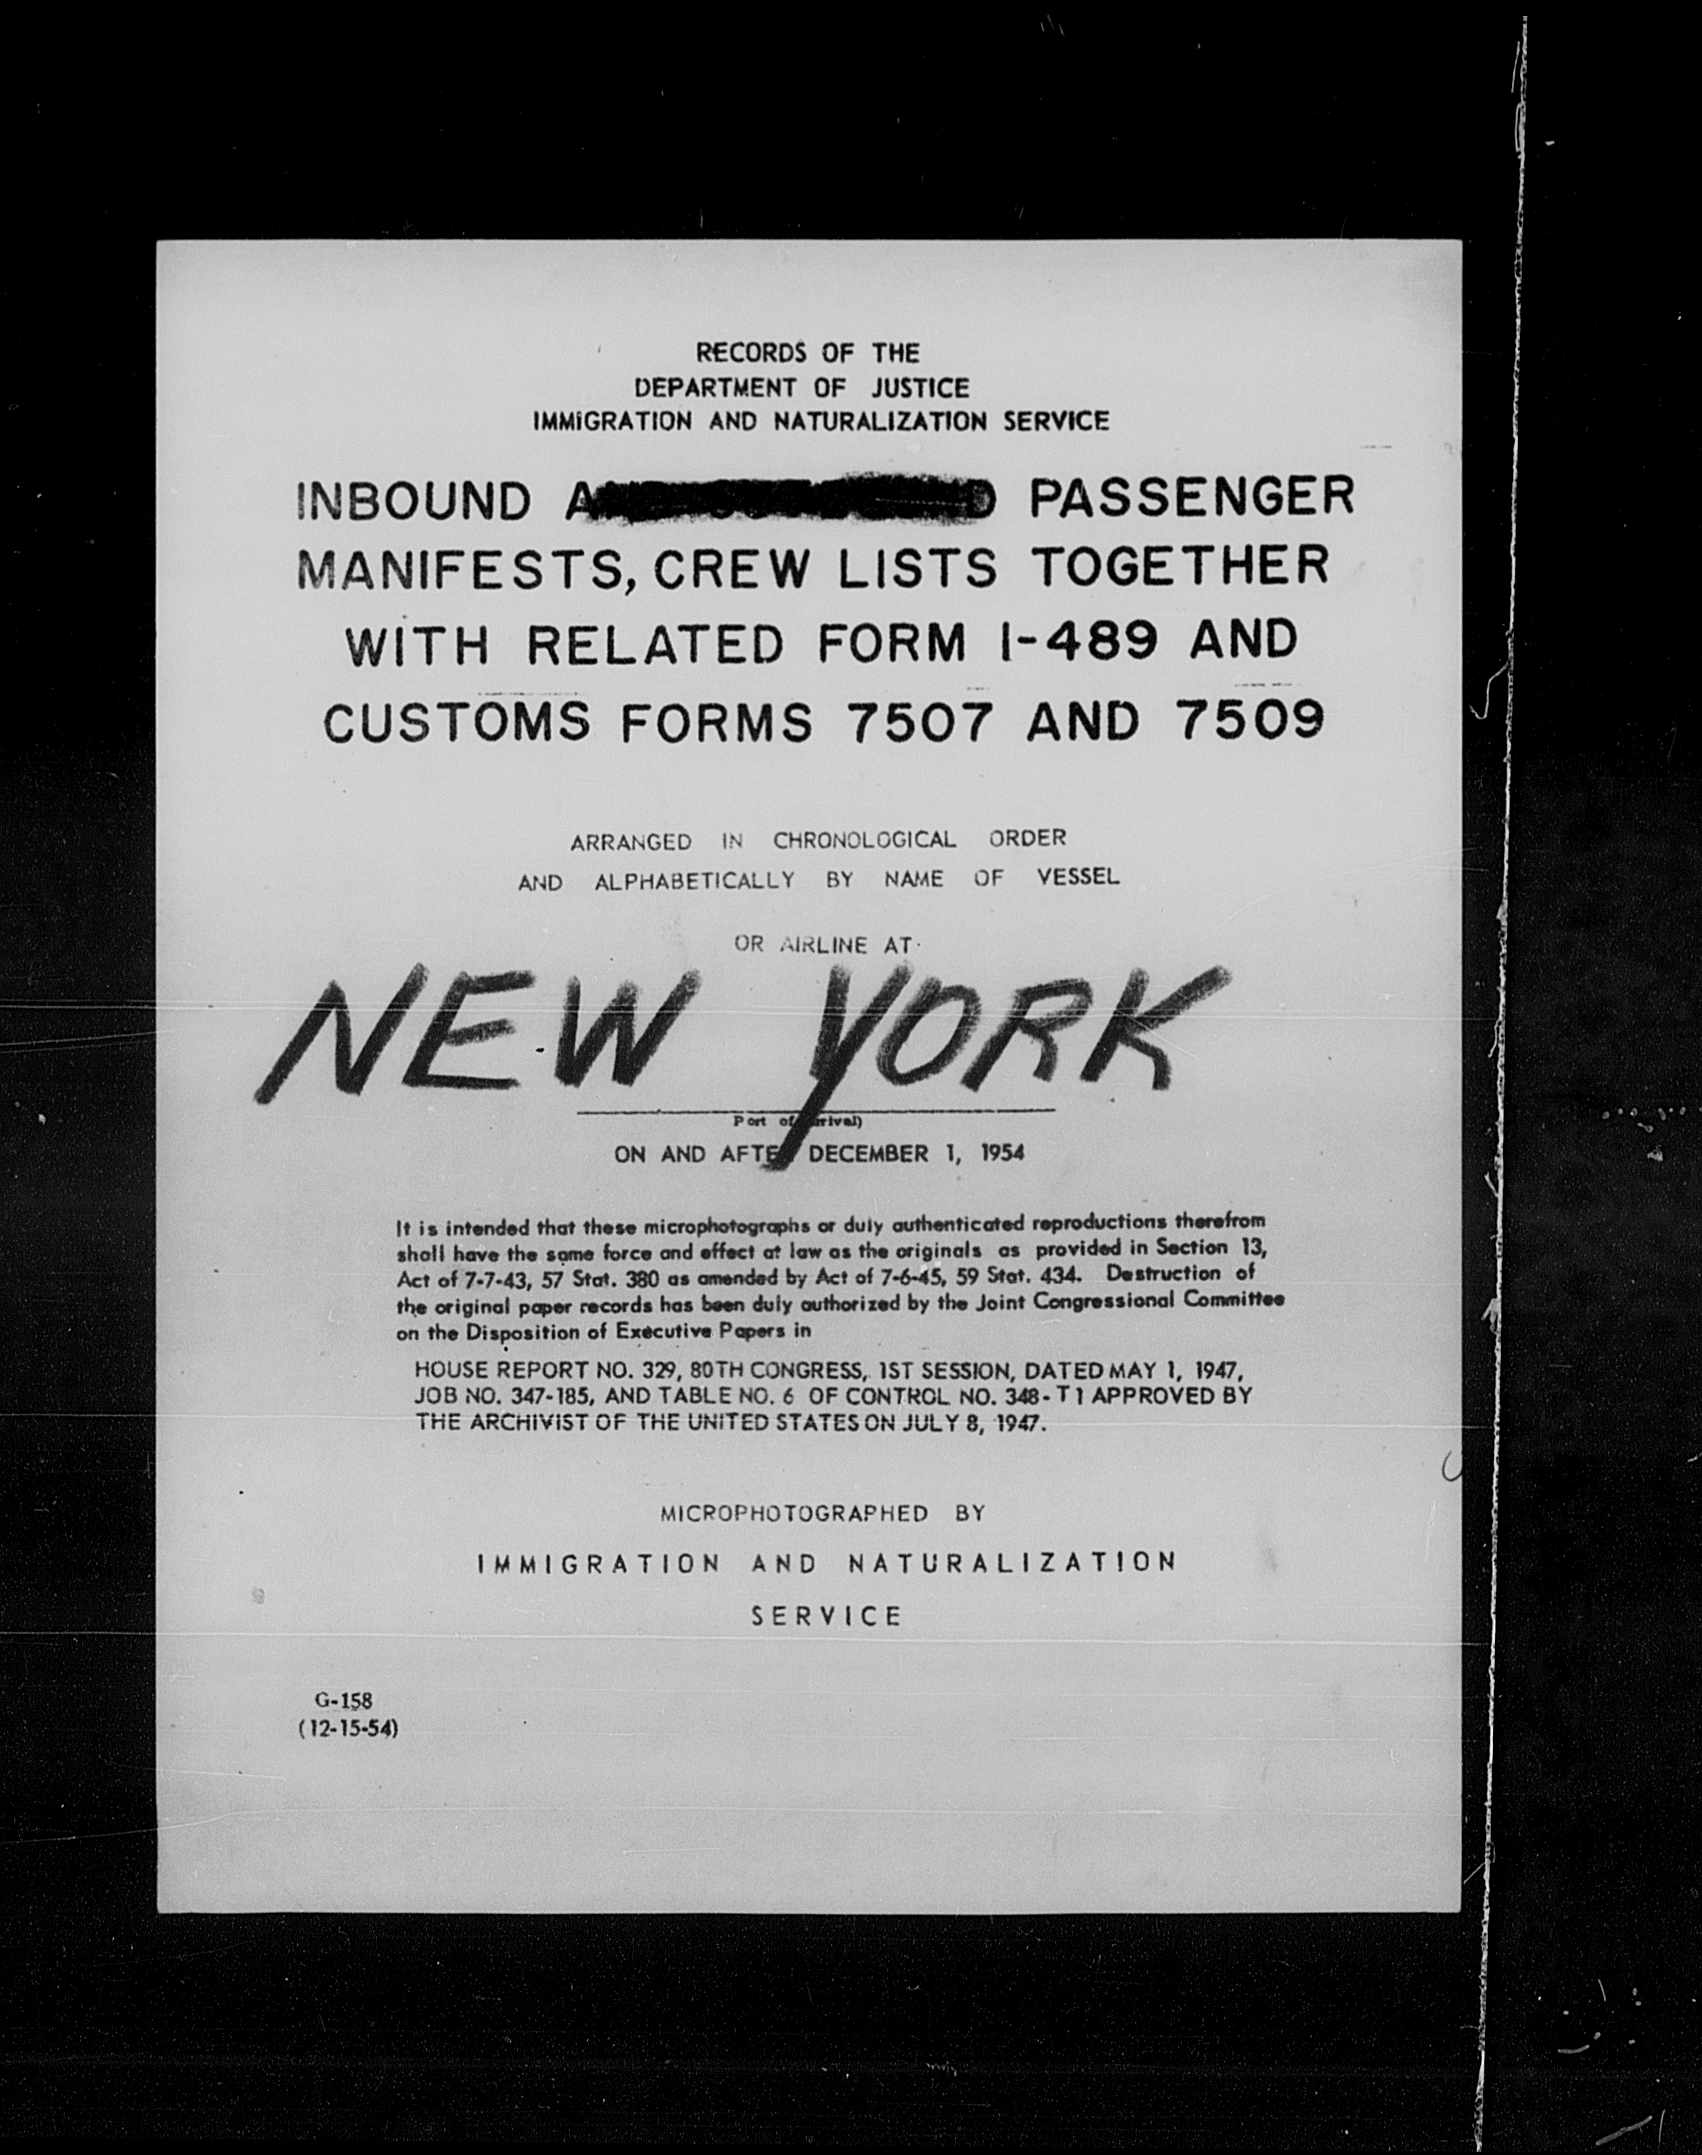 RECORDS OF THE
DEPARTMENT OF JUSTICE
IMMIGRATION AND NATURALIZATION SERVICE
INBOUND PASSENGER
MANIFESTS, CREW LISTS TOGETHER
WITH RELATED FORM I-489 AND
CUSTOMS FORMS 7507 AND 7509
ARRANGED IN CHRONOLOGICAL ORDER
AND ALPHABETICALLY BY NAME OF VESSEL
OR AIRLINE AT
NEW YORK
Port of
ON AND AFTER DECEMBER 1, 1954
It is intended that these microphotographs or duly authenticated reproductions therefrom
shall have the same force and effect at law as the originals as provided in Section 13,
Act of 7-7-43, 57 Stat. 380 as amended by Act of 7-6-45, 59 Stat. 434. Destruction of
the original paper records has been duly authorized by the Joint Congressional Committee
on the Disposition of Executive Papers in
HOUSE REPORT NO. 329, 80TH CONGRESS, 1ST SESSION, DATED MAY 1, 1947,
JOB NO. 347-185, AND TABLE NO. 6 OF CONTROL NO. 348-T1 APPROVED BY
THE ARCHIVIST OF THE UNITED STATES ON JULY 8, 1947.
MICROPHOTOGRAPHED BY
IMMIGRATION AND NATURALIZATION
SERVICE
G-158
(12-15-54)